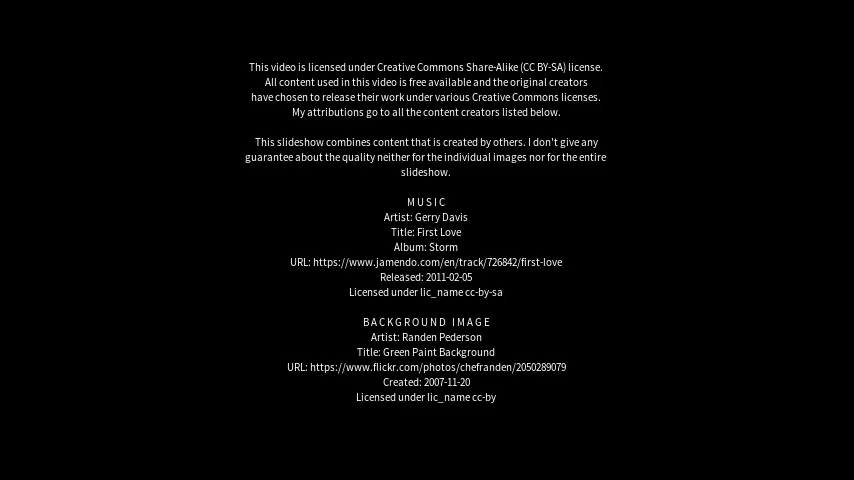 This video is licensed under Creative Commons Share-Alike (CC BY-SA) license.
All content used in this video is free available and the original creators
have chosen to release their work under various Creative Commons licenses.
My attributions go to all the content creators listed below.
This slideshow combines content that is created by others. I don't give any
guarantee about the quality neither for the individual images nor for the entire
slideshow.
MUSIC
Artist: Gerry Davis
Title: First Love
Album: Storm
URL: https://www.jamendo.com/en/track/726842/first-love
Released: 2011-02-05
Licensed under lic_name cc-by-sa
BACKGROUND IMAGE
Artist: Randen Pederson
Title: Green Paint Background
URL: https://www.flickr.com/photos/chefranden/2050289079
Created: 2007-11-20
Licensed under lic_name cc-by